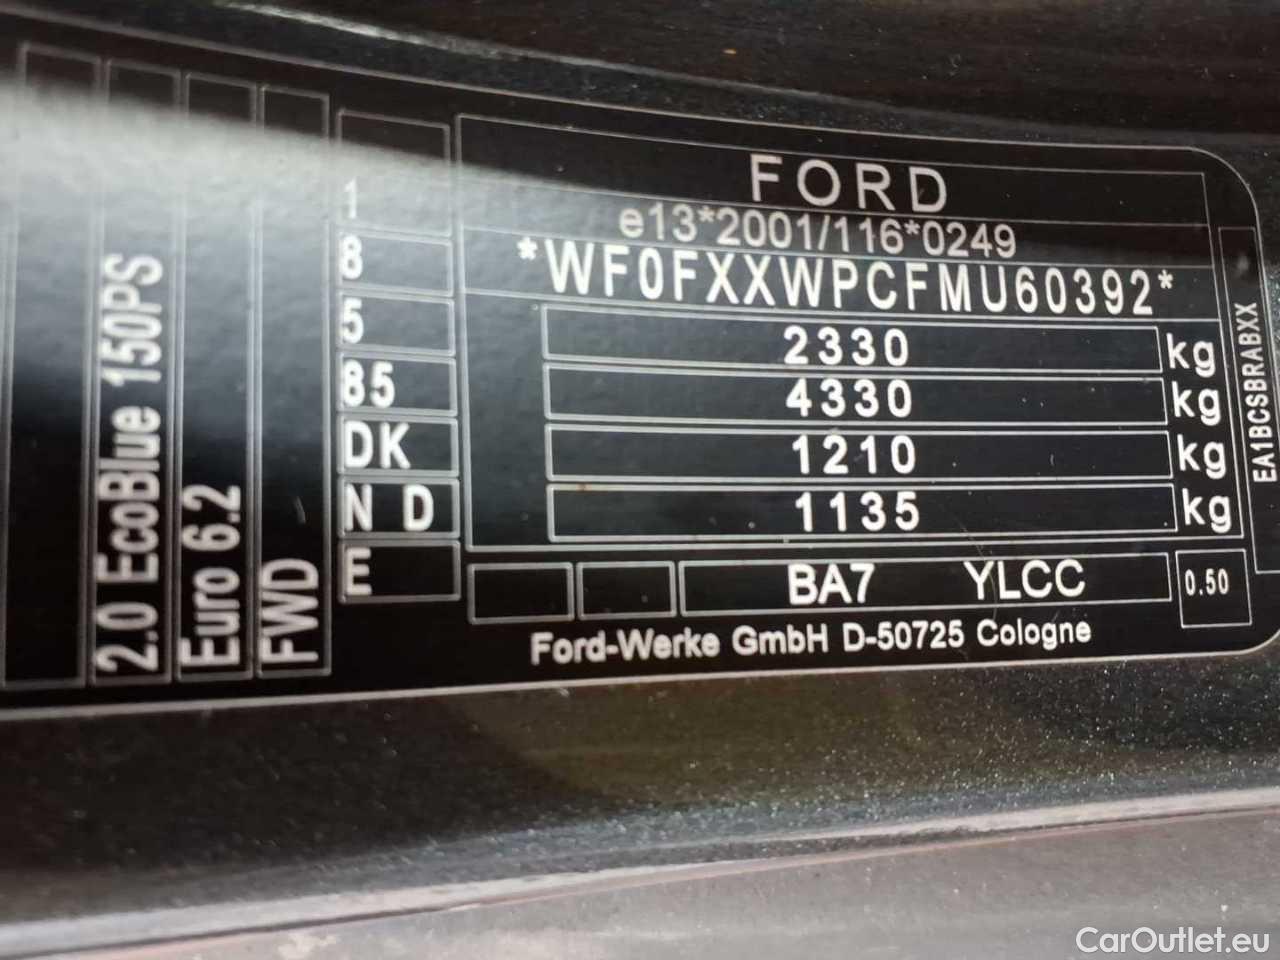 FORD
e13*2001/116*0249
*WF0FXXWPCFMU60392*
2330 kg
4330 kg
1210 kg
1135 kg
BA7 YLCC
0.50
Ford-Werke GmbH D-50725 Cologne
1
8
5
85
DK
N D
E
FWD
Euro 6.2
2.0 EcoBlue 150PS
EA1BCSBRABXX
CarOutlet.eu